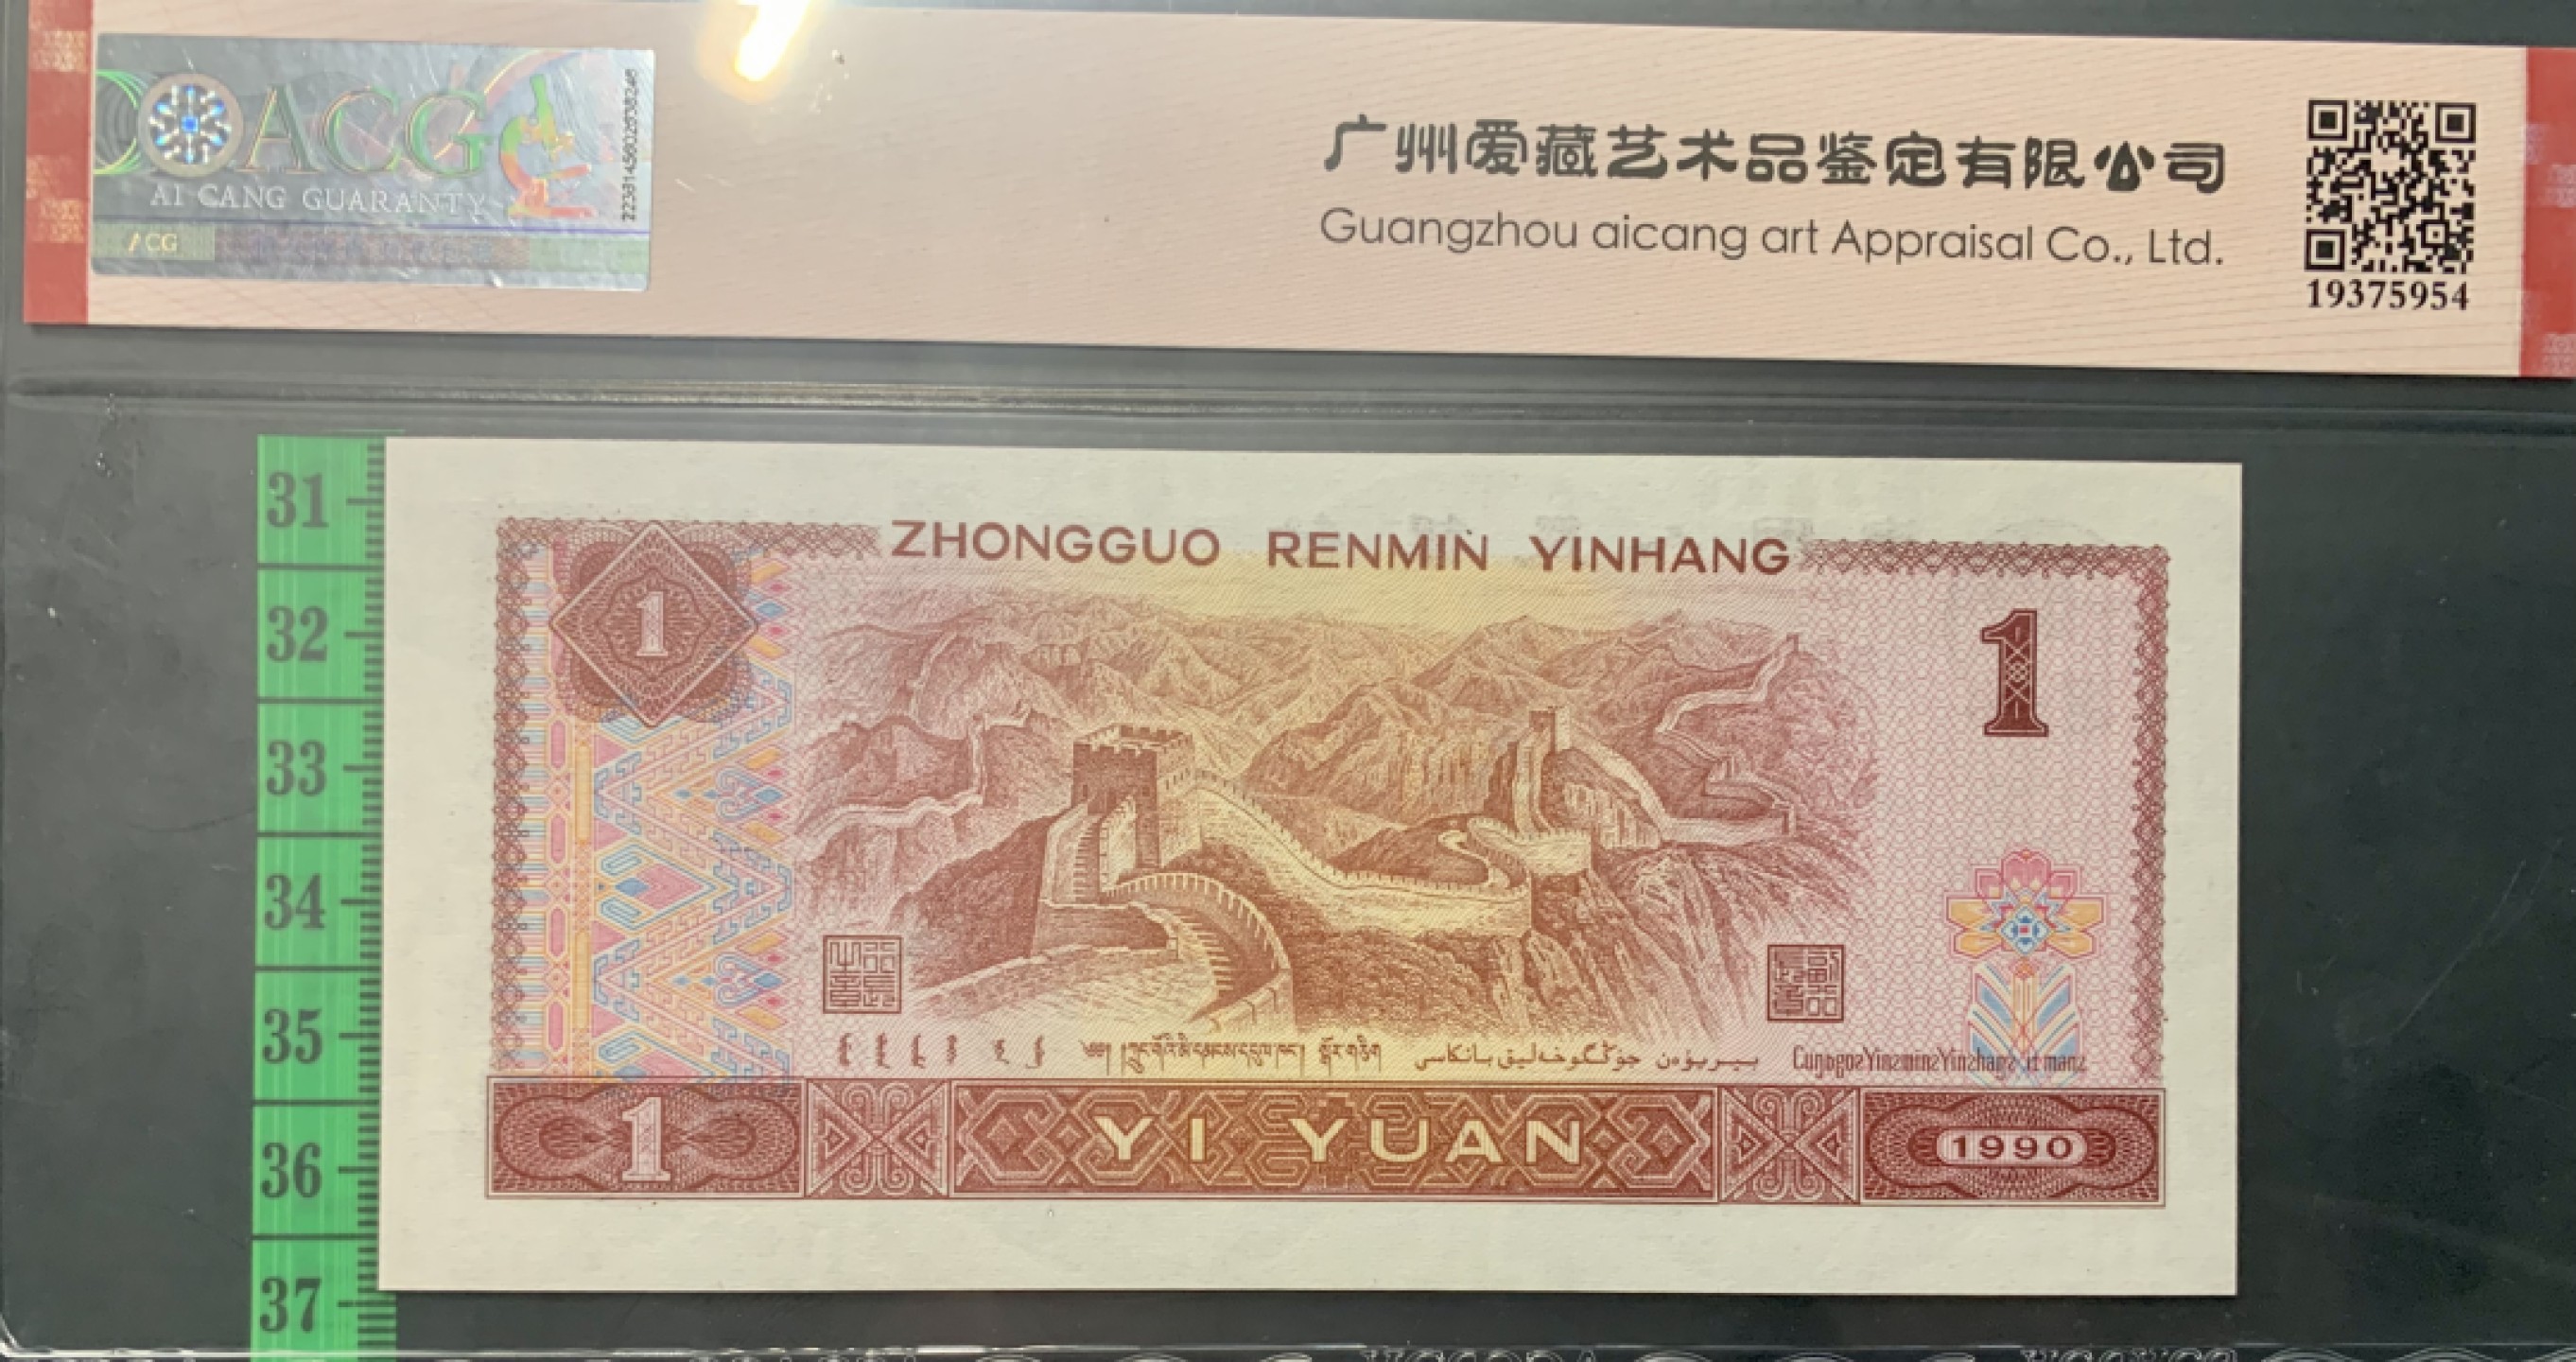 ACG
AI CANG GUARANTY
ACG
2238145602638246
广州爱藏艺术品鉴定有限公司
Guangzhou aicang art Appraisal Co., Ltd.
19375954
31
32
33
34
35
36
37
ZHONGGUO RENMIN YINHANG
1
1
1
YI YUAN
1990